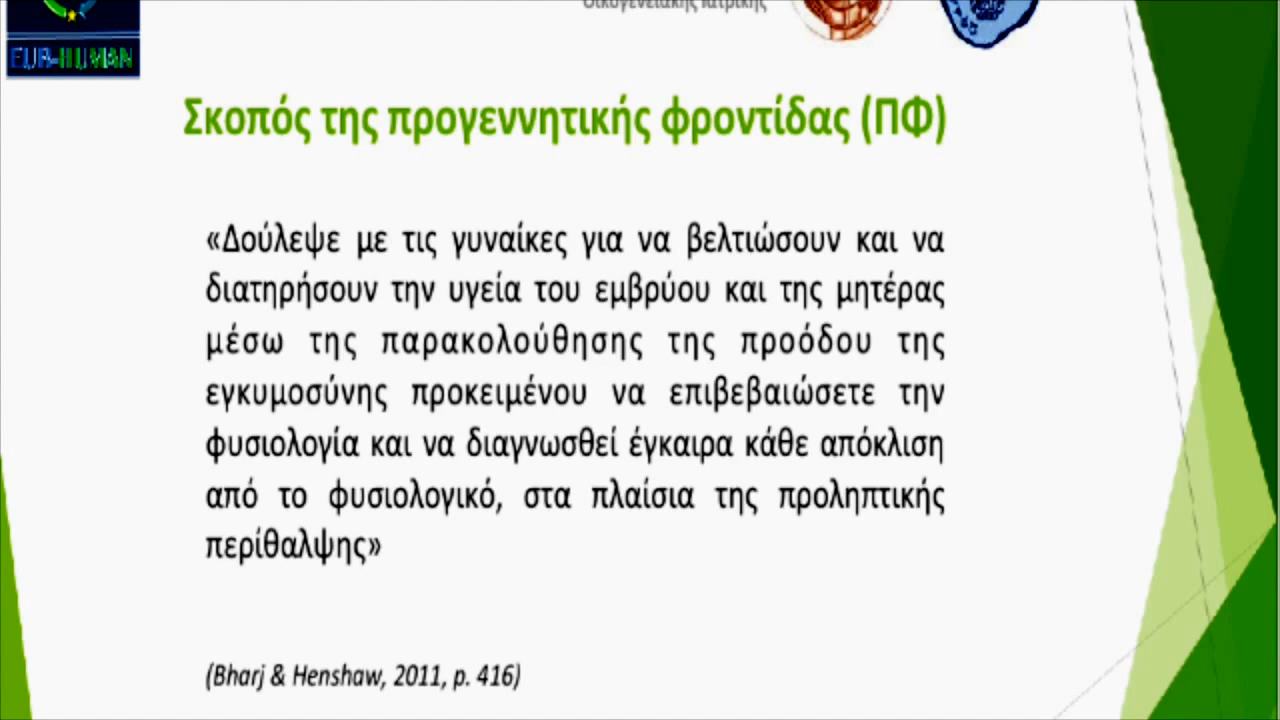 Οικογενειακής Ιατρικής
EUR-HUMAN
Σκοπός της προγεννητικής φροντίδας (ΠΦ)
«Δούλεψε με τις γυναίκες για να βελτιώσουν και να
διατηρήσουν την υγεία του εμβρύου και της μητέρας
μέσω της παρακολούθησης της προόδου της
εγκυμοσύνης προκειμένου να επιβεβαιώσετε την
φυσιολογία και να διαγνωσθεί έγκαιρα κάθε απόκλιση
από το φυσιολογικό, στα πλαίσια της προληπτικής
περίθαλψης»
(Bharj & Henshaw, 2011, p. 416)